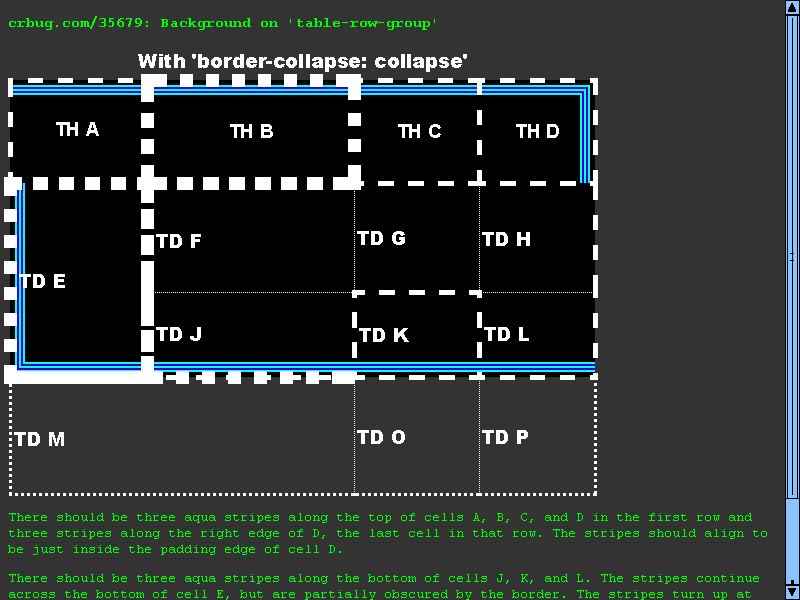 crbug.com/35679: Background on 'table-row-group'
With 'border-collapse: collapse'
TH A TH B TH C TH D
TD F TD G TD H
TD E
TD J TD K TD L
TD M TD O TD P
There should be three aqua stripes along the top of cells A, B, C, and D in the first row and
three stripes along the right edge of D, the last cell in that row. The stripes should align to
be just inside the padding edge of cell D.
There should be three aqua stripes along the bottom of cells J, K, and L. The stripes continue
across the bottom of cell E, but are partially obscured by the border. The stripes turn up at